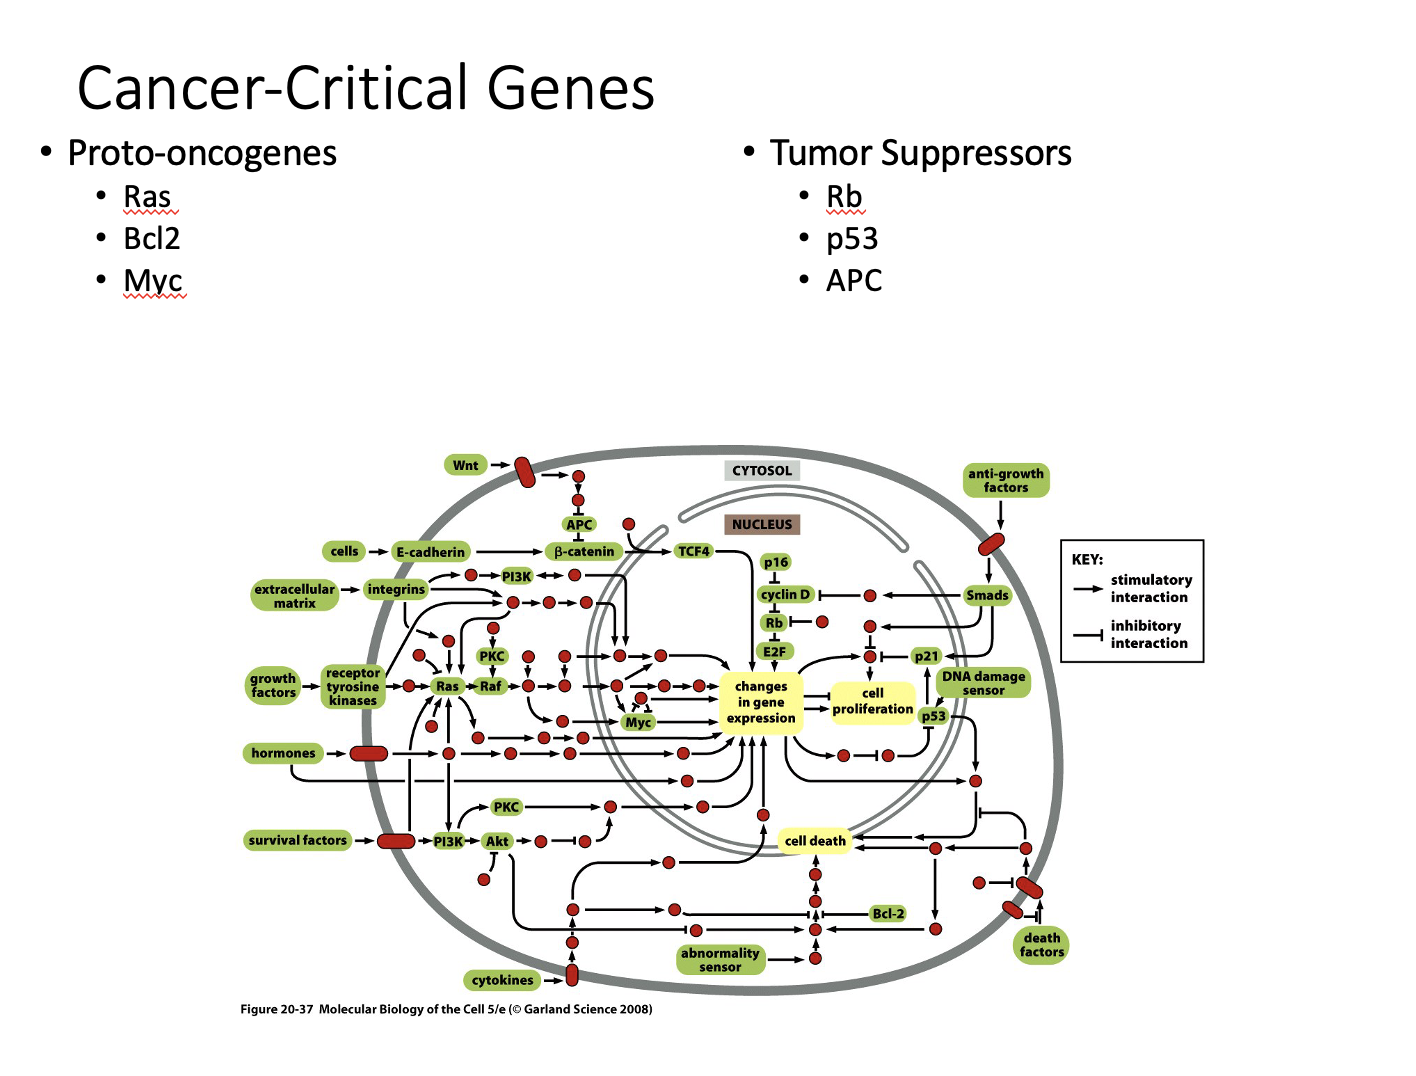 Cancer-Critical Genes
• Proto-oncogenes
• Ras
• Bcl2
• Myc
• Tumor Suppressors
• Rb
• p53
• APC
Wnt
CYTOSOL
anti-growth
factors
NUCLEUS
APC
cells
E-cadherin
β-catenin
TCF4
p16
KEY:
stimulatory
interaction
inhibitory
interaction
extracellular
matrix
integrins
PI3K
cyclin D
Smads
Rb
E2F
PKC
p21
growth
factors
receptor
tyrosine
kinases
Ras
Raf
DNA damage
sensor
changes
in gene
expression
cell
proliferation
p53
Myc
hormones
PKC
survival factors
PI3K
Akt
cell death
Bcl-2
abnormality
sensor
death
factors
cytokines
Figure 20-37 Molecular Biology of the Cell 5/e (© Garland Science 2008)